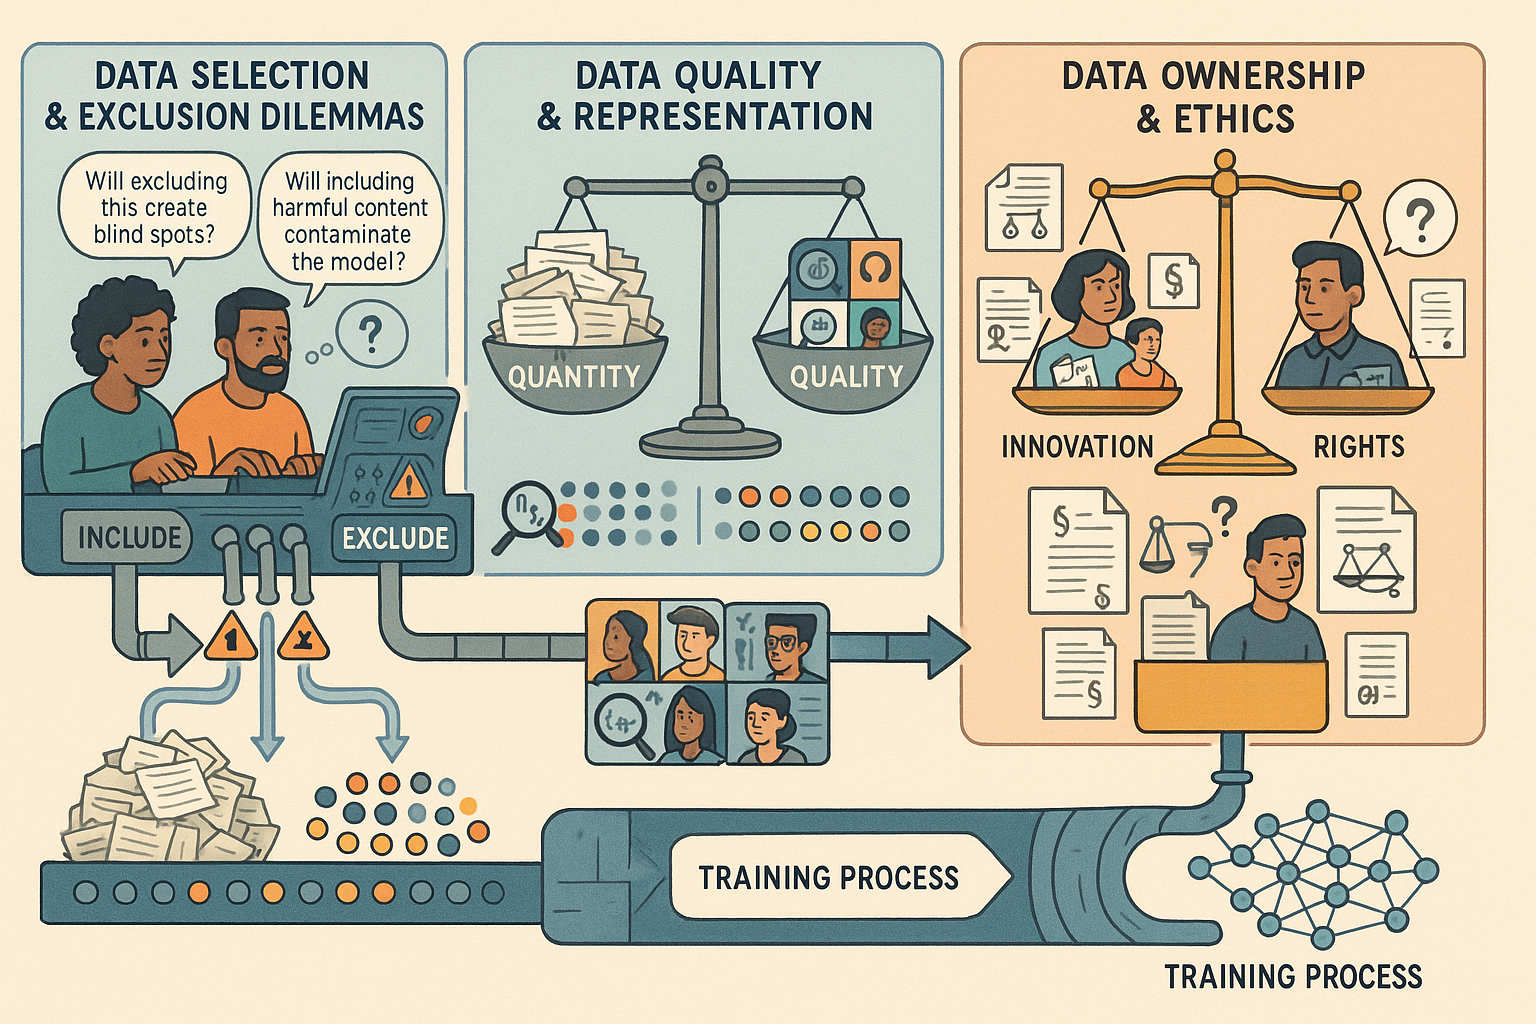 DATA SELECTION
& EXCLUSION DILEMMAS
Will excluding
this create
blind spots?
Will including
harmful content
contaminate
the model?
?
INCLUDE
EXCLUDE
DATA QUALITY
& REPRESENTATION
QUANTITY
QUALITY
DATA OWNERSHIP
& ETHICS
?
§
INNOVATION
RIGHTS
§
?
§
TRAINING PROCESS
TRAINING PROCESS